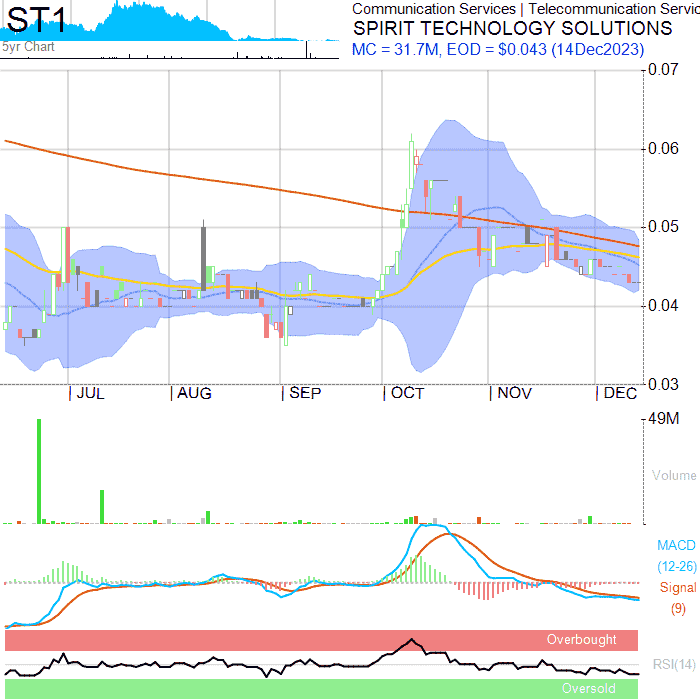 ST1
5yr Chart
Communication Services | Telecommunication Servic
SPIRIT TECHNOLOGY SOLUTIONS
MC = 31.7M, EOD = $0.043 (14Dec2023)
0.07
0.06
0.05
0.04
0.03
JUL
AUG
SEP
OCT
NOV
DEC
49M
Volume
MACD
(12-26)
Signal
(9)
Overbought
RSI(14)
Oversold